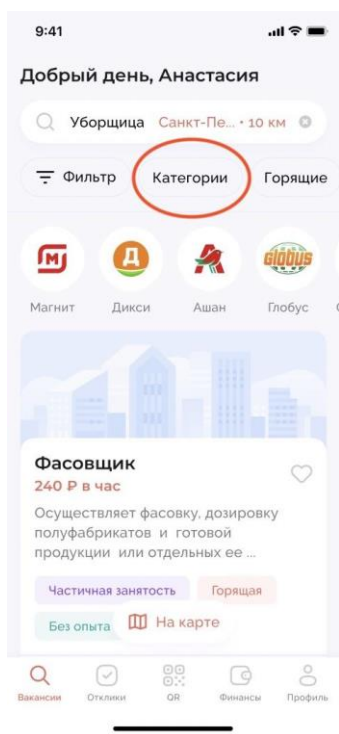 9:41
Добрый день, Анастасия
Уборщица Санкт-Пе... • 10 км
Фильтр Категории Горящие
М Д GLOBUS
Магнит Дикси Ашан Глобус
Фасовщик
240 ₽ в час
Осуществляет фасовку, дозировку
полуфабрикатов и готовой
продукции или отдельных ее ...
Частичная занятость Горящая
Без опыта На карте
Вакансии Отклики QR Финансы Профиль